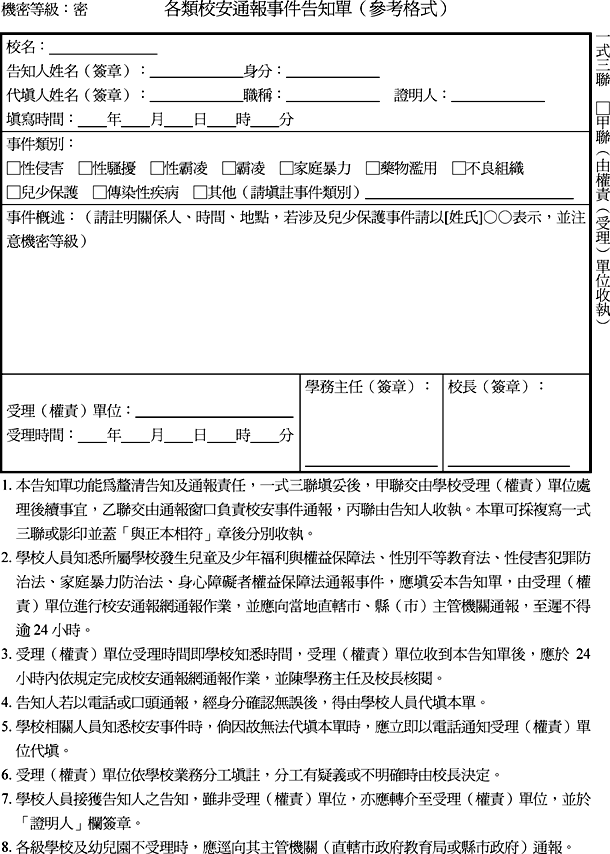 機密等級：密
各類校安通報事件告知單（參考格式）
校名：
告知人姓名（簽章）： 身分：
代填人姓名（簽章）： 職稱： 證明人：
填寫時間： 年 月 日 時 分
事件類別：
□性侵害 □性騷擾 □性霸凌 □霸凌 □家庭暴力 □藥物濫用 □不良組織
□兒少保護 □傳染性疾病 □其他（請填註事件類別）
事件概述：（請註明關係人、時間、地點，若涉及兒少保護事件請以[姓氏]○○表示，並注
意機密等級）
受理（權責）單位：
受理時間： 年 月 日 時 分
學務主任（簽章）：
校長（簽章）：
一式三聯 □甲聯（由權責（受理）單位收執）
1. 本告知單功能爲釐清告知及通報責任，一式三聯填妥後，甲聯交由學校受理（權責）單位處
理後續事宜，乙聯交由通報窗口負責校安事件通報，丙聯由告知人收執。本單可採複寫一式
三聯或影印並蓋「與正本相符」章後分別收執。
2. 學校人員知悉所屬學校發生兒童及少年福利與權益保障法、性別平等教育法、性侵害犯罪防
治法、家庭暴力防治法、身心障礙者權益保障法通報事件，應填妥本告知單，由受理（權
責）單位進行校安通報網通報作業，並應向當地直轄市、縣（市）主管機關通報，至遲不得
逾 24 小時。
3. 受理（權責）單位受理時間即學校知悉時間，受理（權責）單位收到本告知單後，應於 24
小時內依規定完成校安通報網通報作業，並陳學務主任及校長核閱。
4. 告知人若以電話或口頭通報，經身分確認無誤後，得由學校人員代填本單。
5. 學校相關人員知悉校安事件時，倘因故無法代填本單時，應立即以電話通知受理（權責）單
位代填。
6. 受理（權責）單位依學校業務分工填註，分工有疑義或不明確時由校長決定。
7. 學校人員接獲告知人之告知，雖非受理（權責）單位，亦應轉介至受理（權責）單位，並於
「證明人」欄簽章。
8. 各級學校及幼兒園不受理時，應逕向其主管機關（直轄市政府教育局或縣市政府）通報。